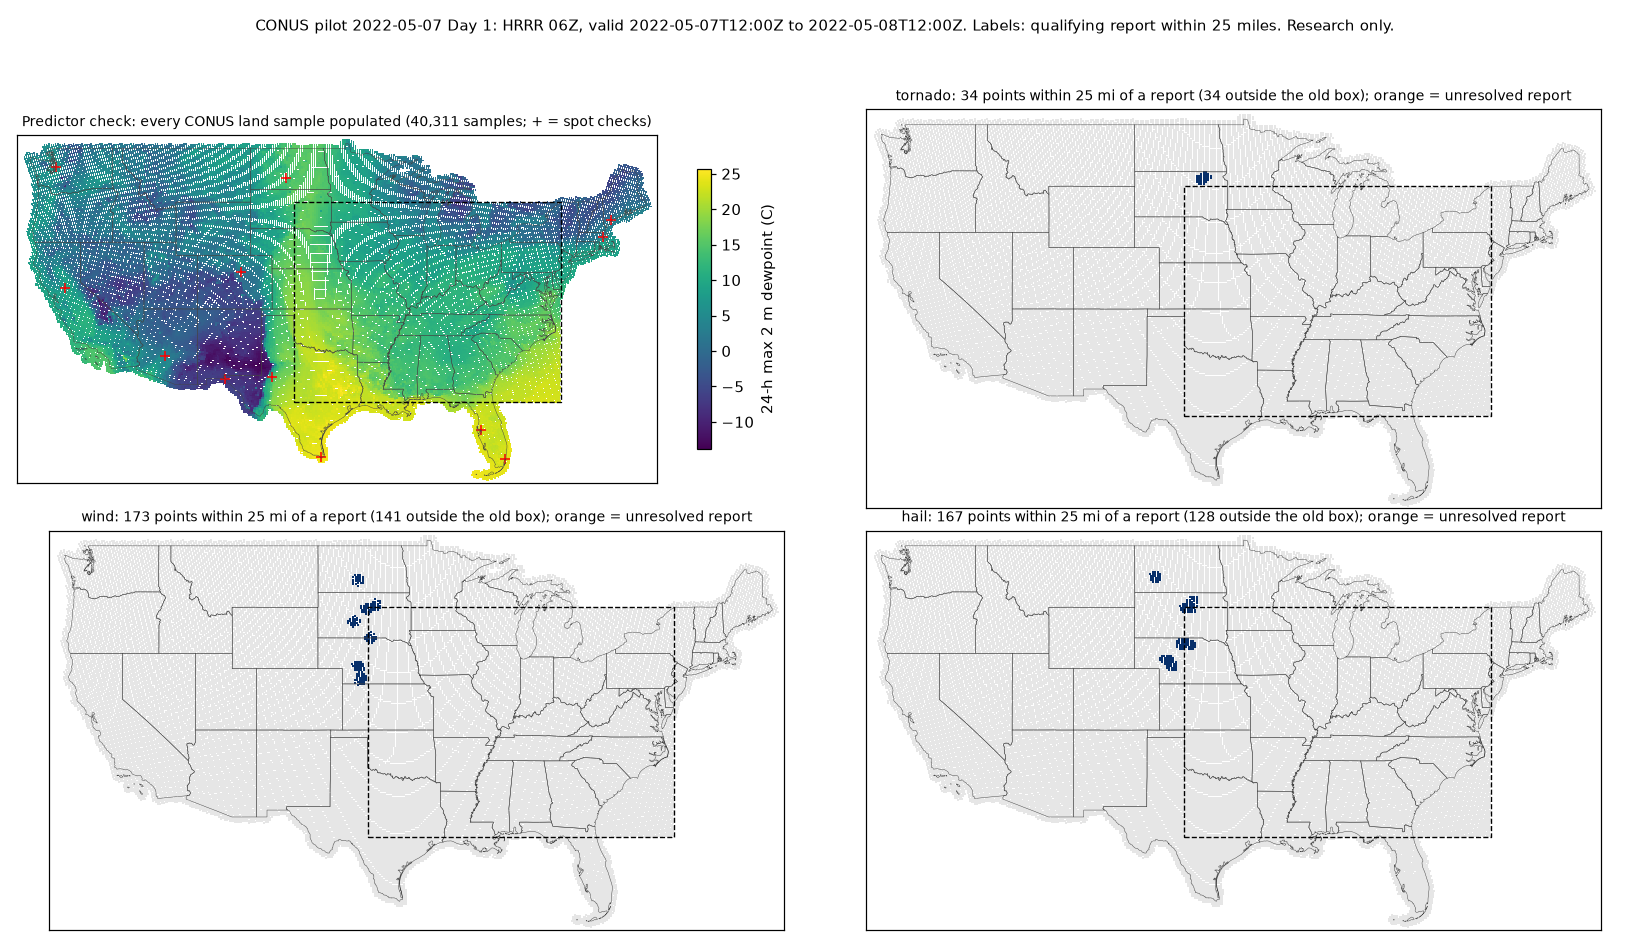 CONUS pilot 2022-05-07 Day 1: HRRR 06Z, valid 2022-05-07T12:00Z to 2022-05-08T12:00Z. Labels: qualifying report within 25 miles. Research only.
Predictor check: every CONUS land sample populated (40,311 samples; + = spot checks)
25
20
15
10
5
0
−5
−10
24-h max 2 m dewpoint (C)
tornado: 34 points within 25 mi of a report (34 outside the old box); orange = unresolved report
wind: 173 points within 25 mi of a report (141 outside the old box); orange = unresolved report
hail: 167 points within 25 mi of a report (128 outside the old box); orange = unresolved report